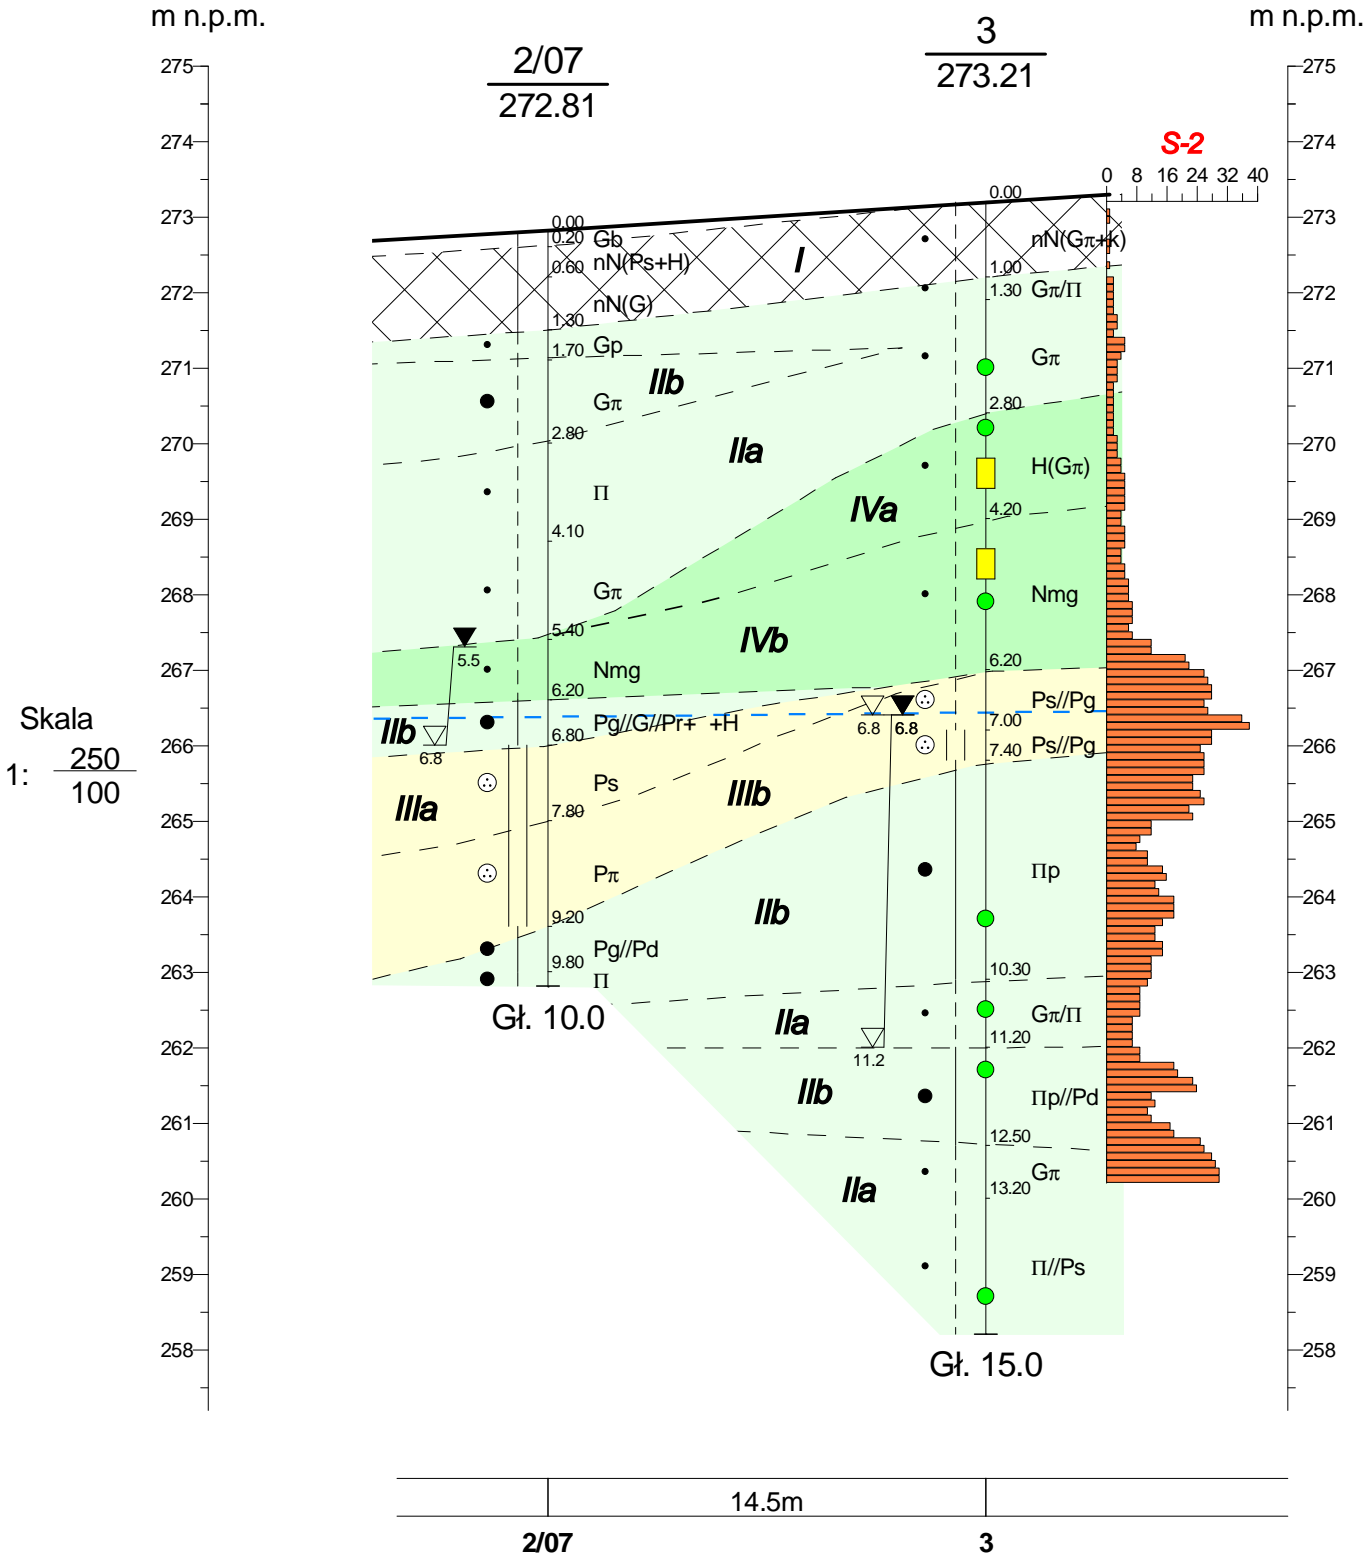 m n.p.m.
m n.p.m.
2/07
272.81
3
273.21
S-2
0 8 16 24 32 40
275
274
273
272
271
270
269
268
267
266
265
264
263
262
261
260
259
258
275
274
273
272
271
270
269
268
267
266
265
264
263
262
261
260
259
258
Skala
1: 250
100
0.00
0.20 Gb
nN(Ps+H)
0.60
nN(G)
1.30
Gp
1.70
Gπ
2.80
Π
4.10
Gπ
5.40
5.5
Nmg
6.20
Pg//G//Pr+ +H
6.80
6.8
Ps
7.80
Pπ
9.20
Pg//Pd
9.80
Π
Gł. 10.0
I
IIb
IIa
IVa
IVb
IIb
IIIa
IIIb
IIb
IIa
IIb
IIa
0.00
nN(Gπ+k)
1.00
1.30 Gπ/Π
Gπ
2.80
H(Gπ)
4.20
Nmg
6.20
Ps//Pg
6.8 6.8
7.00
Ps//Pg
7.40
Πp
10.30
Gπ/Π
11.20
11.2
Πp//Pd
12.50
Gπ
13.20
Π//Ps
Gł. 15.0
14.5m
2/07 3